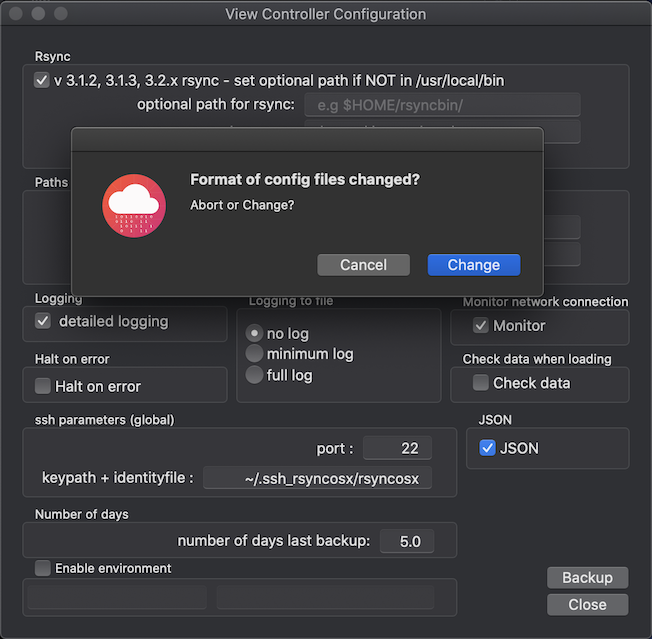 View Controller Configuration
Rsync
v 3.1.2, 3.1.3, 3.2.x rsync - set optional path if NOT in /usr/local/bin
optional path for rsync:
e.g $HOME/rsyncbin/
Format of config files changed?
Paths
Abort or Change?
Cancel
Change
Logging
Logging to file
Monitor network connection
detailed logging
no log
Monitor
minimum log
Halt on error
Check data when loading
full log
Halt on error
Check data
ssh parameters (global)
JSON
port :
22
JSON
keypath + identityfile :
~/.ssh_rsyncosx/rsyncosx
Number of days
number of days last backup:
5.0
Enable environment
Backup
Close